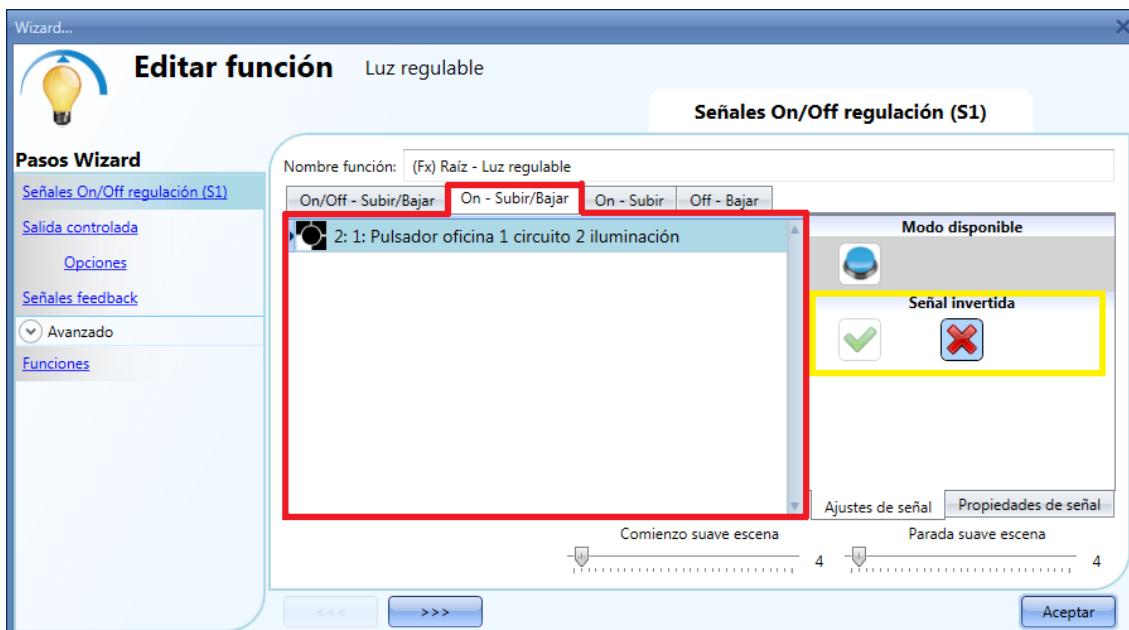 Wizard...
Editar función Luz regulable
Señales On/Off regulación (S1)
Pasos Wizard
Señales On/Off regulación (S1)
Salida controlada
Opciones
Señales feedback
Avanzado
Funciones
Nombre función: (Fx) Raíz - Luz regulable
On/Off - Subir/Bajar On - Subir/Bajar On - Subir Off - Bajar
2: 1: Pulsador oficina 1 circuito 2 iluminación
Modo disponible
Señal invertida
Ajustes de señal Propiedades de señal
Comienzo suave escena Parada suave escena
4 4
<<< >>> Aceptar